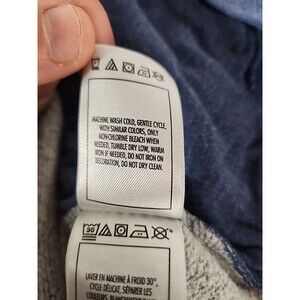 MACHINE WASH COLD, GENTLE CYCLE,
WITH SIMILAR COLORS, ONLY
NON-CHLORINE BLEACH WHEN
NEEDED, TUMBLE DRY LOW, WARM
IRON IF NEEDED, DO NOT IRON ON
DECORATION, DO NOT DRY CLEAN.
30
LAVER EN MACHINE À FROID 30°
CYCLE DÉLICAT, SÉPARER LES